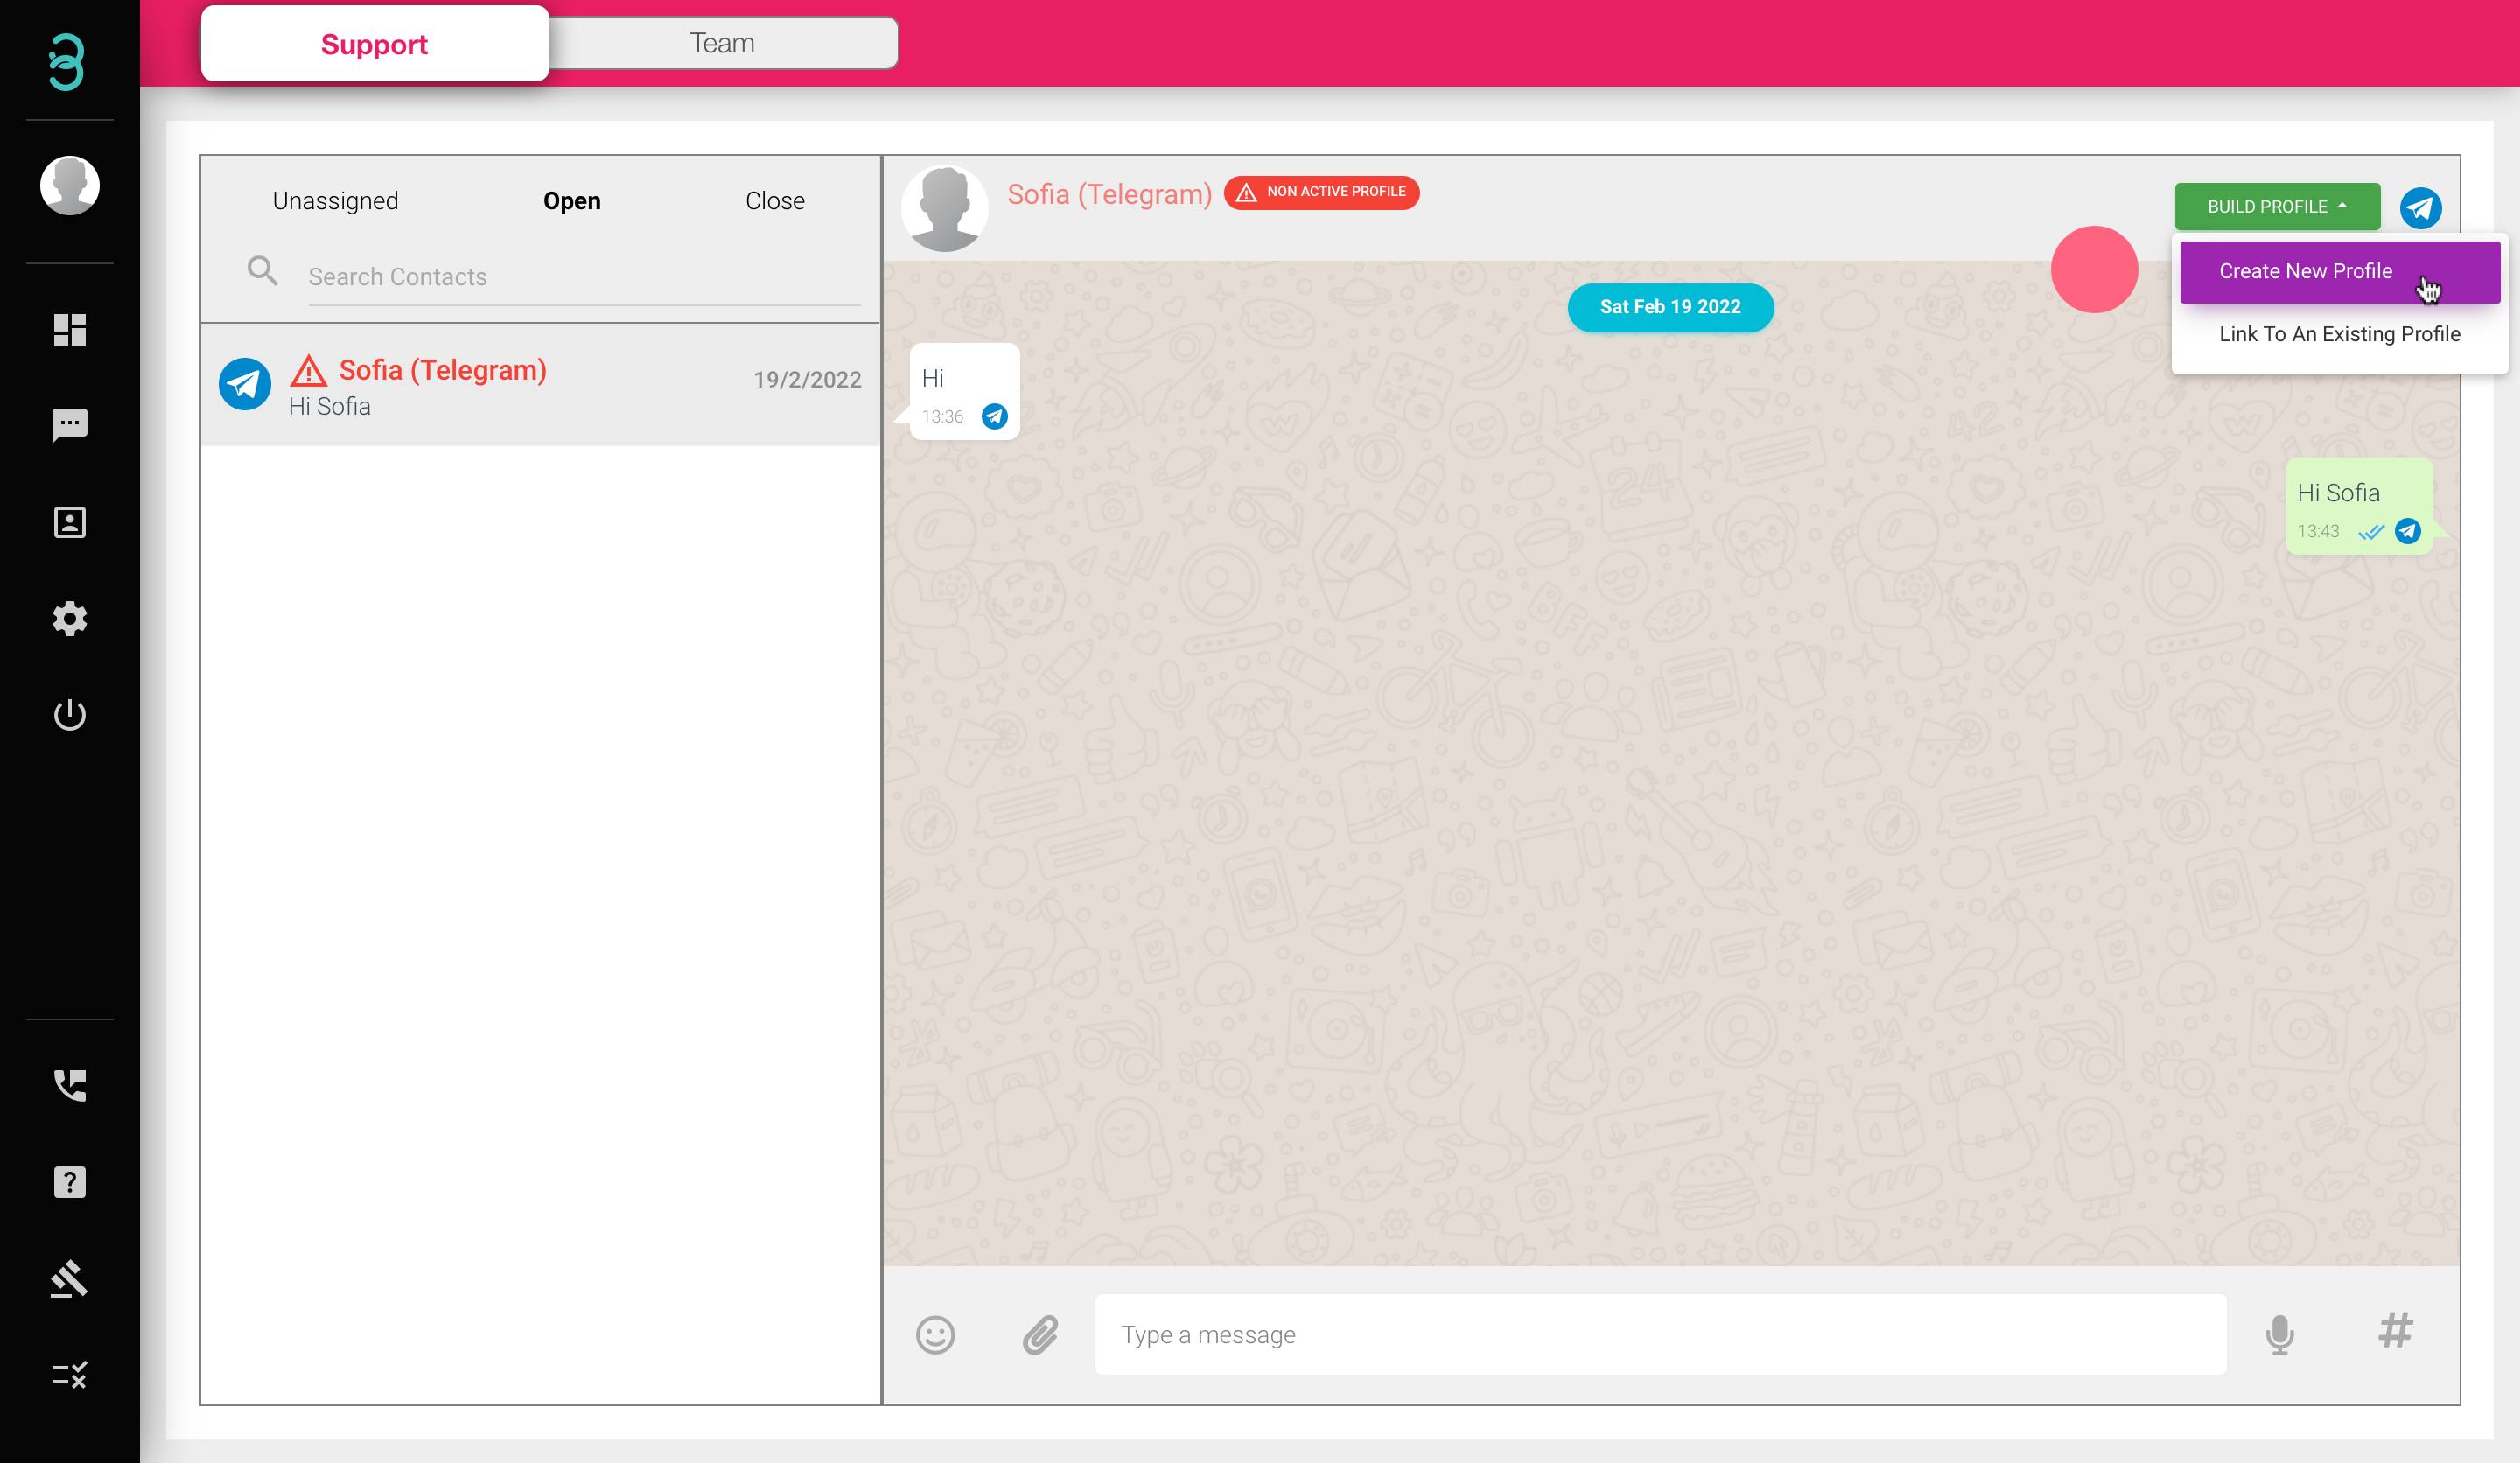 Support
Team
Unassigned
Open
Close
Search Contacts
Sofia (Telegram)
19/2/2022
Hi Sofia
Sofia (Telegram)
NON ACTIVE PROFILE
BUILD PROFILE
Create New Profile
Link To An Existing Profile
Sat Feb 19 2022
Hi
13:36
Hi Sofia
13:43
Type a message
#